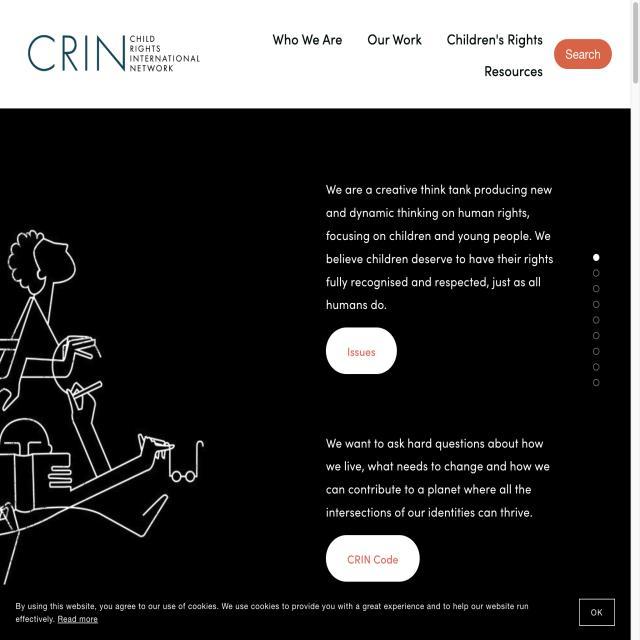 CRIN
CHILD
RIGHTS
INTERNATIONAL
NETWORK
Who We Are
Our Work
Children's Rights
Resources
Search
We are a creative think tank producing new
and dynamic thinking on human rights,
focusing on children and young people. We
believe children deserve to have their rights
fully recognised and respected, just as all
humans do.
Issues
We want to ask hard questions about how
we live, what needs to change and how we
can contribute to a planet where all the
intersections of our identities can thrive.
CRIN Code
By using this website, you agree to our use of cookies. We use cookies to provide you with a great experience and to help our website run
effectively. Read more
OK